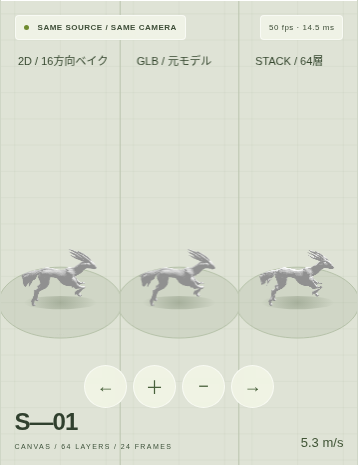 SAME SOURCE / SAME CAMERA
50 fps · 14.5 ms
2D / 16方向ベイク
GLB / 元モデル
STACK / 64層
← + − →
S—01
CANVAS / 64 LAYERS / 24 FRAMES
5.3 m/s